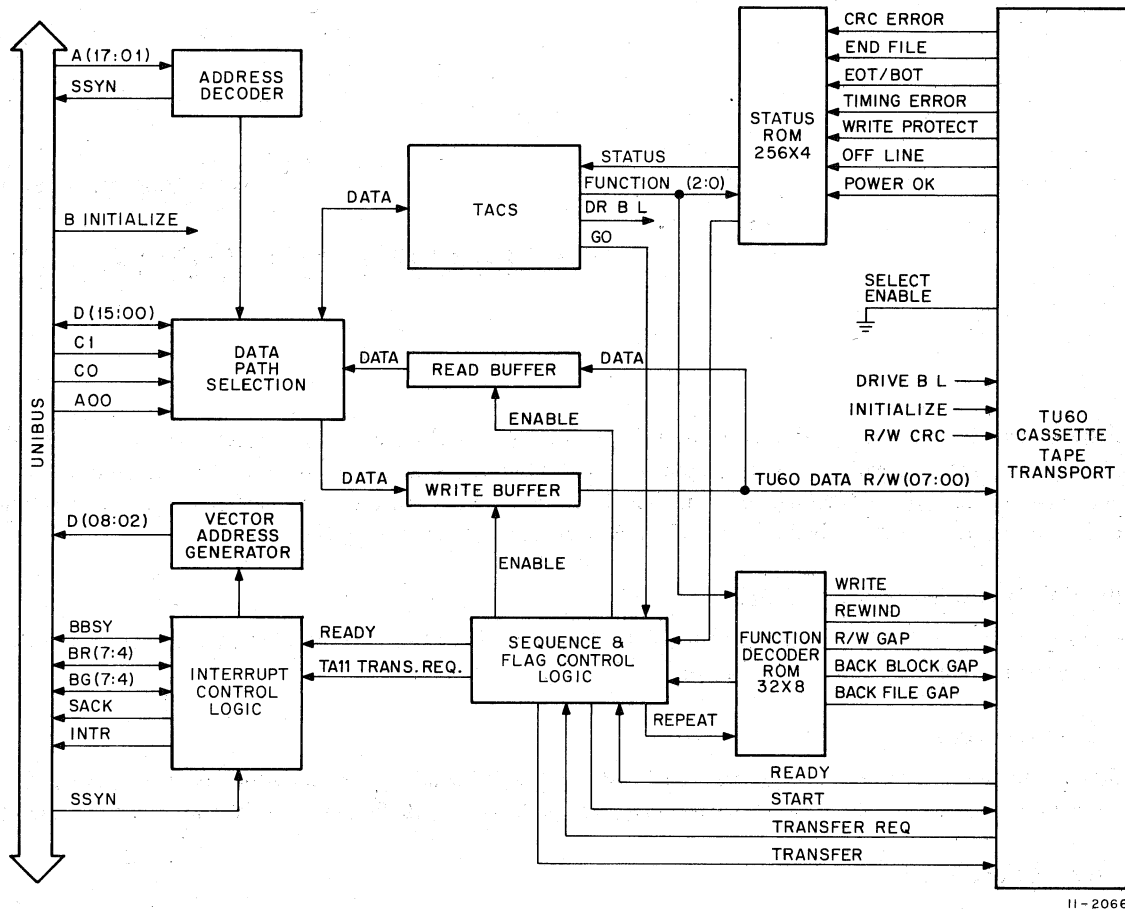 UNIBUS
A(17:01)
SSYN
ADDRESS
DECODER
B INITIALIZE
D(15:00)
C1
C0
A00
DATA
PATH
SELECTION
DATA
TACS
STATUS
FUNCTION (2:0)
DR B L
GO
STATUS
ROM
256X4
CRC ERROR
END FILE
EOT/BOT
TIMING ERROR
WRITE PROTECT
OFF LINE
POWER OK
SELECT
ENABLE
DRIVE B L
INITIALIZE
R/W CRC
TU60
CASSETTE
TAPE
TRANSPORT
DATA
READ BUFFER
DATA
ENABLE
DATA
WRITE BUFFER
TU60 DATA R/W(07:00)
ENABLE
D(08:02)
VECTOR
ADDRESS
GENERATOR
BBSY
BR(7:4)
BG(7:4)
SACK
INTR
SSYN
INTERRUPT
CONTROL
LOGIC
READY
TA11 TRANS. REQ.
SEQUENCE &
FLAG CONTROL
LOGIC
REPEAT
FUNCTION
DECODER
ROM
32X8
WRITE
REWIND
R/W GAP
BACK BLOCK GAP
BACK FILE GAP
READY
START
TRANSFER REQ
TRANSFER
11-2066